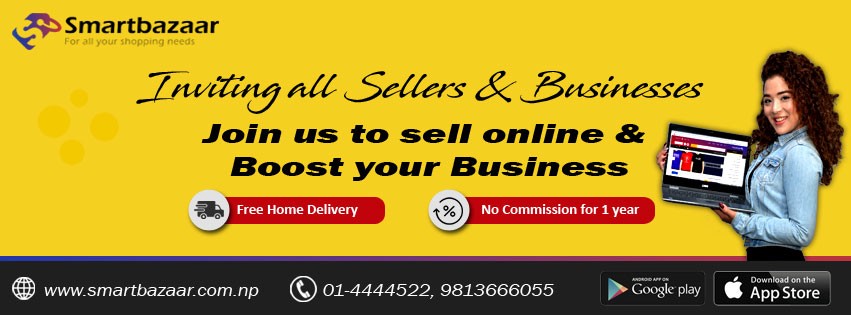 Smartbazaar
For all your shopping needs
Inviting all Sellers & Businesses
Join us to sell online &
Boost your Business
Free Home Delivery
No Commission for 1 year
www.smartbazaar.com.np
01-4444522, 9813666055
ANDROID APP ON
Google play
Download on the
App Store